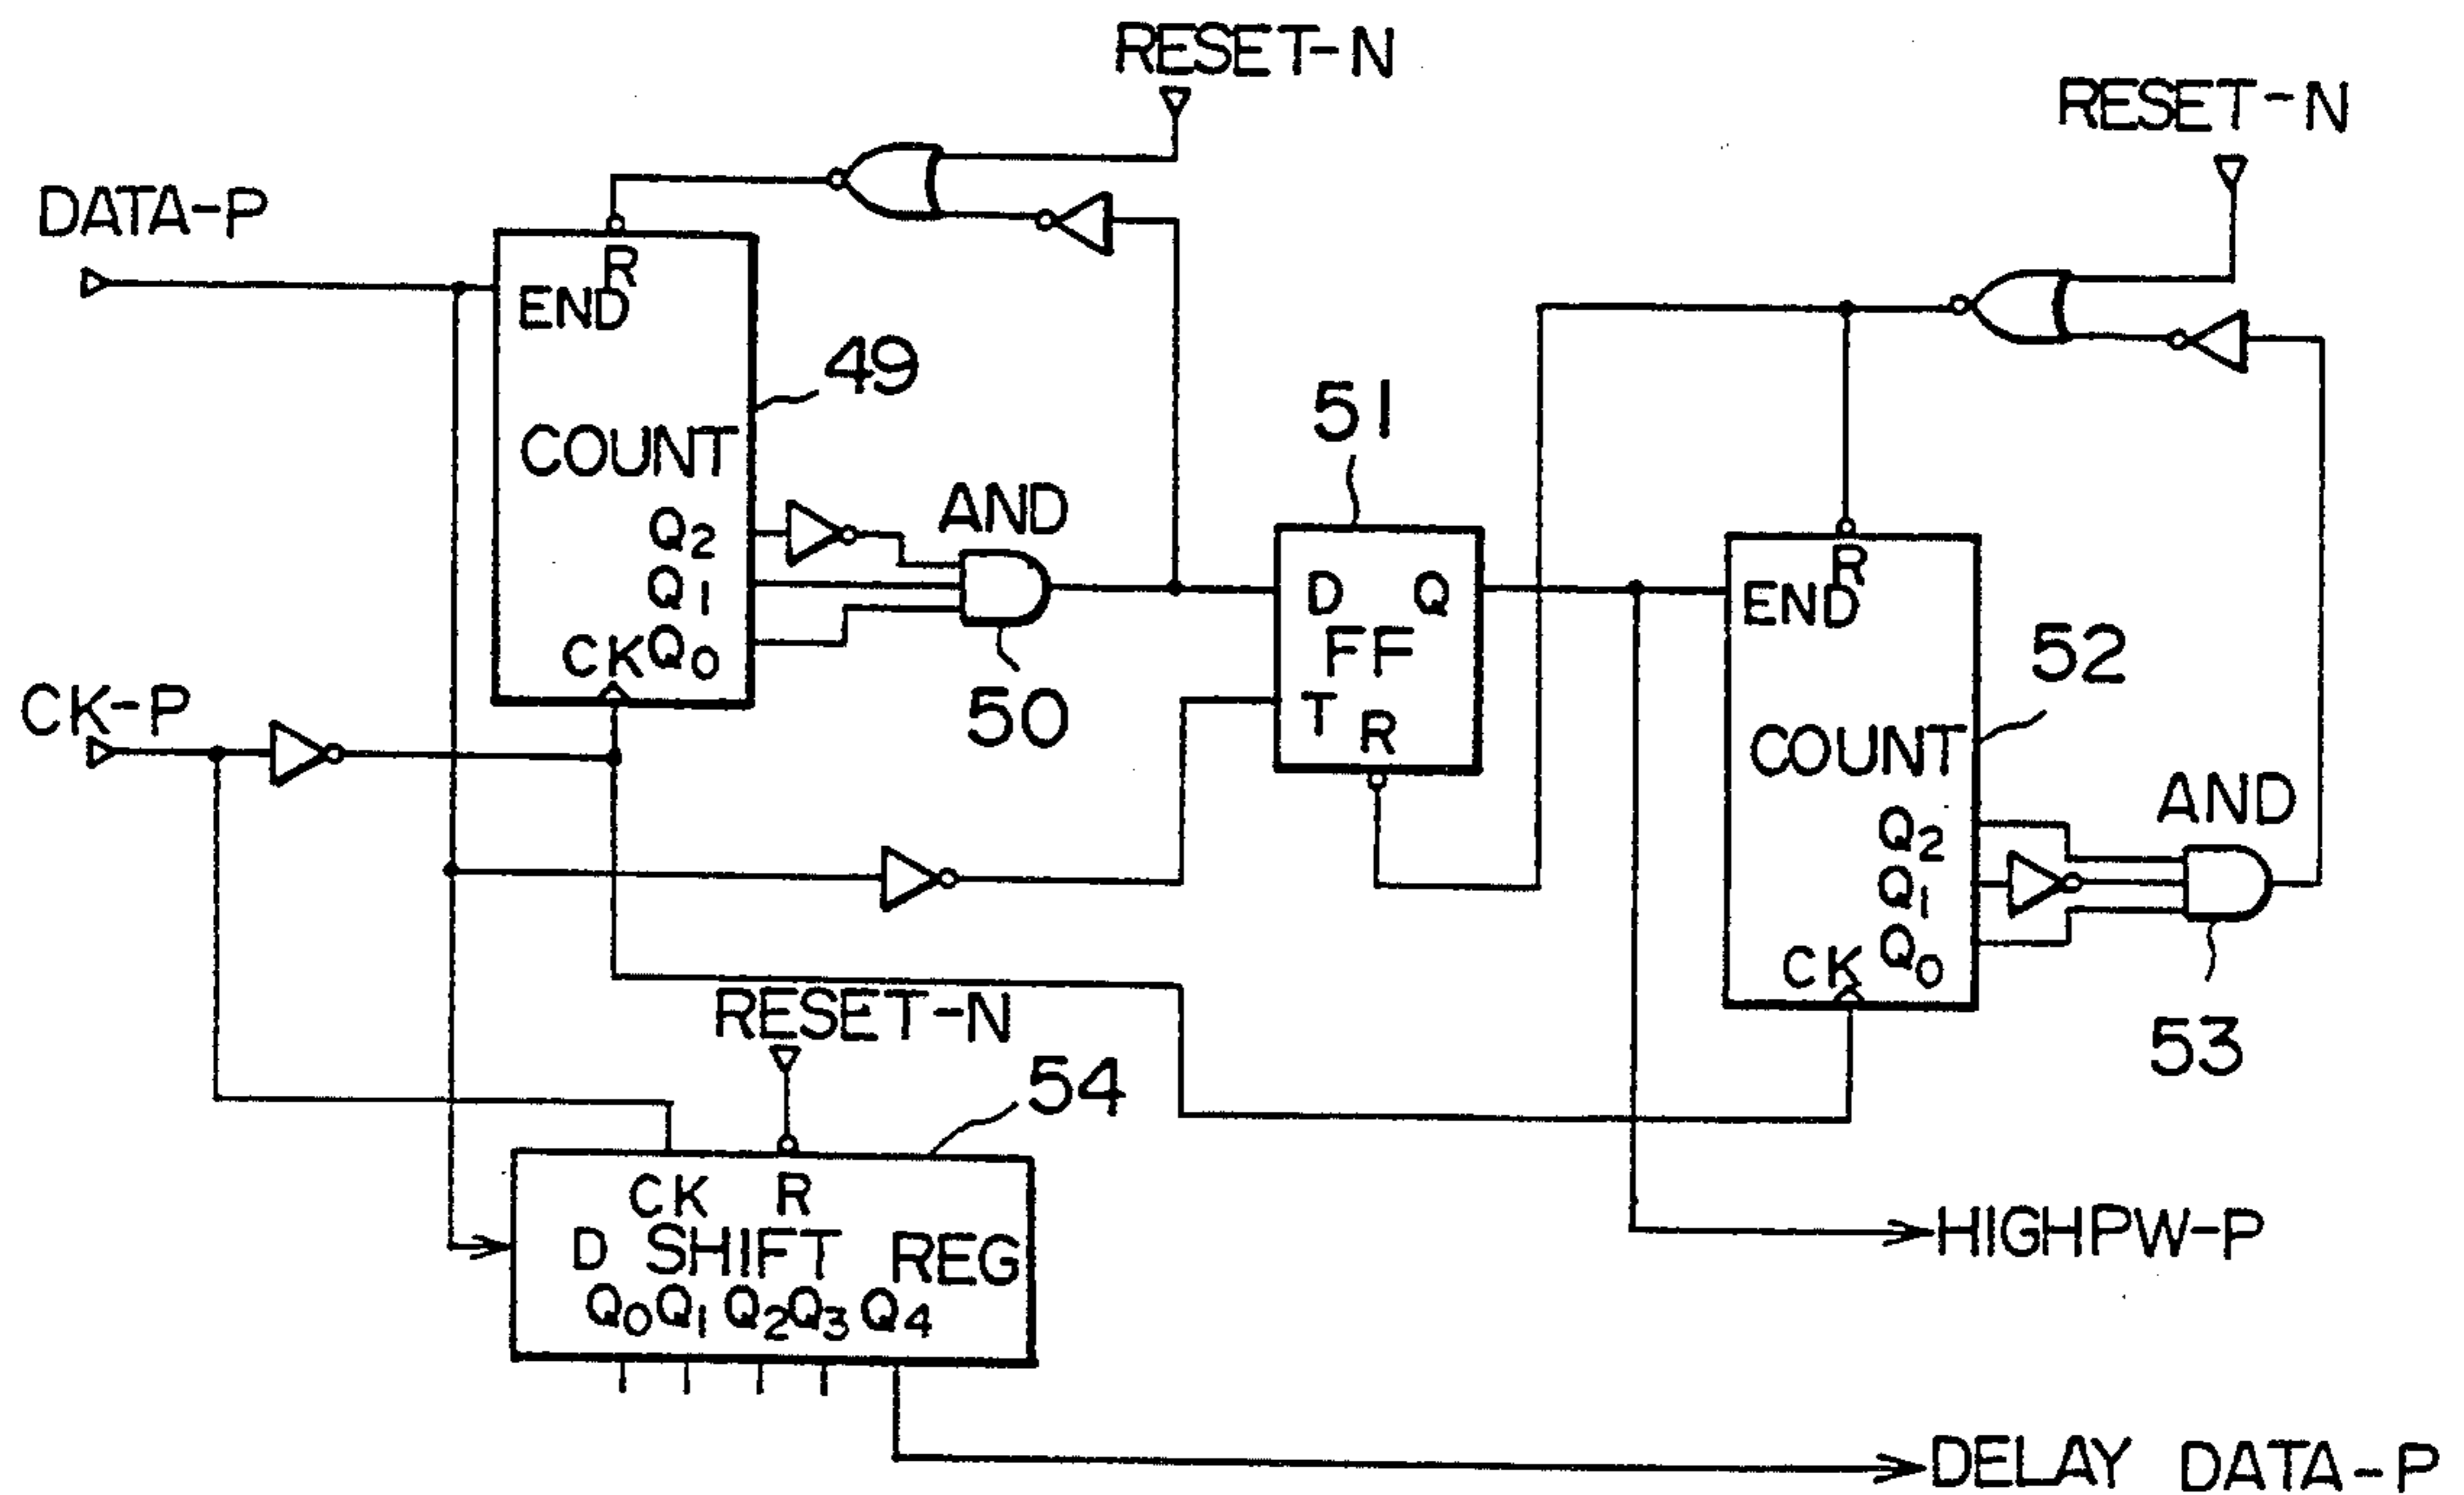 RESET-N
RESET-N
DATA-P
R
END
49
COUNT
51
AND
Q2
Q1
CK Q0
D Q
FF
T R
50
R
END
52
COUNT
AND
Q2
Q1
CK Q0
53
CK-P
RESET-N
54
CK R
D SHIFT REG
Q0 Q1 Q2 Q3 Q4
HIGHPW-P
DELAY DATA-P